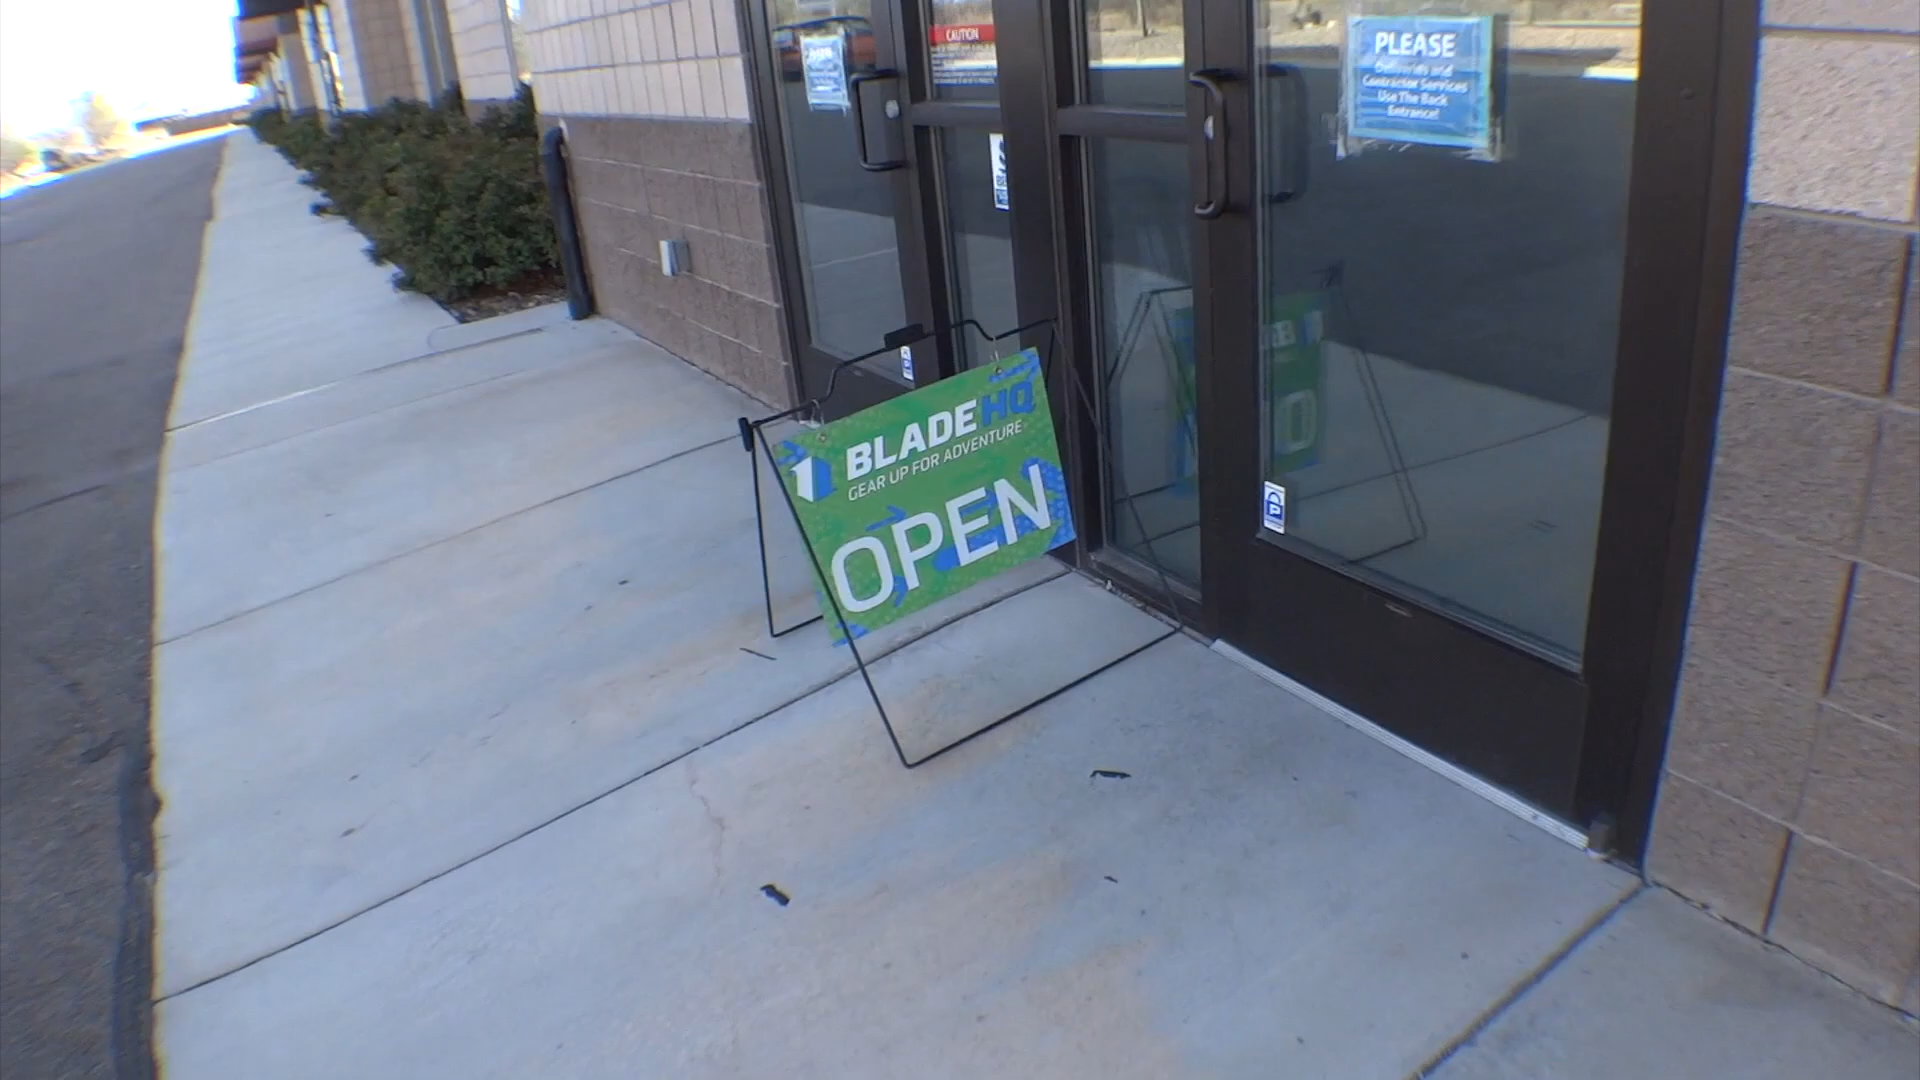 CAUTION
PLEASE
Deliveries and
Contractor Services
Use The Back
Entrance!
BLADE HQ
GEAR UP FOR ADVENTURE
OPEN
P